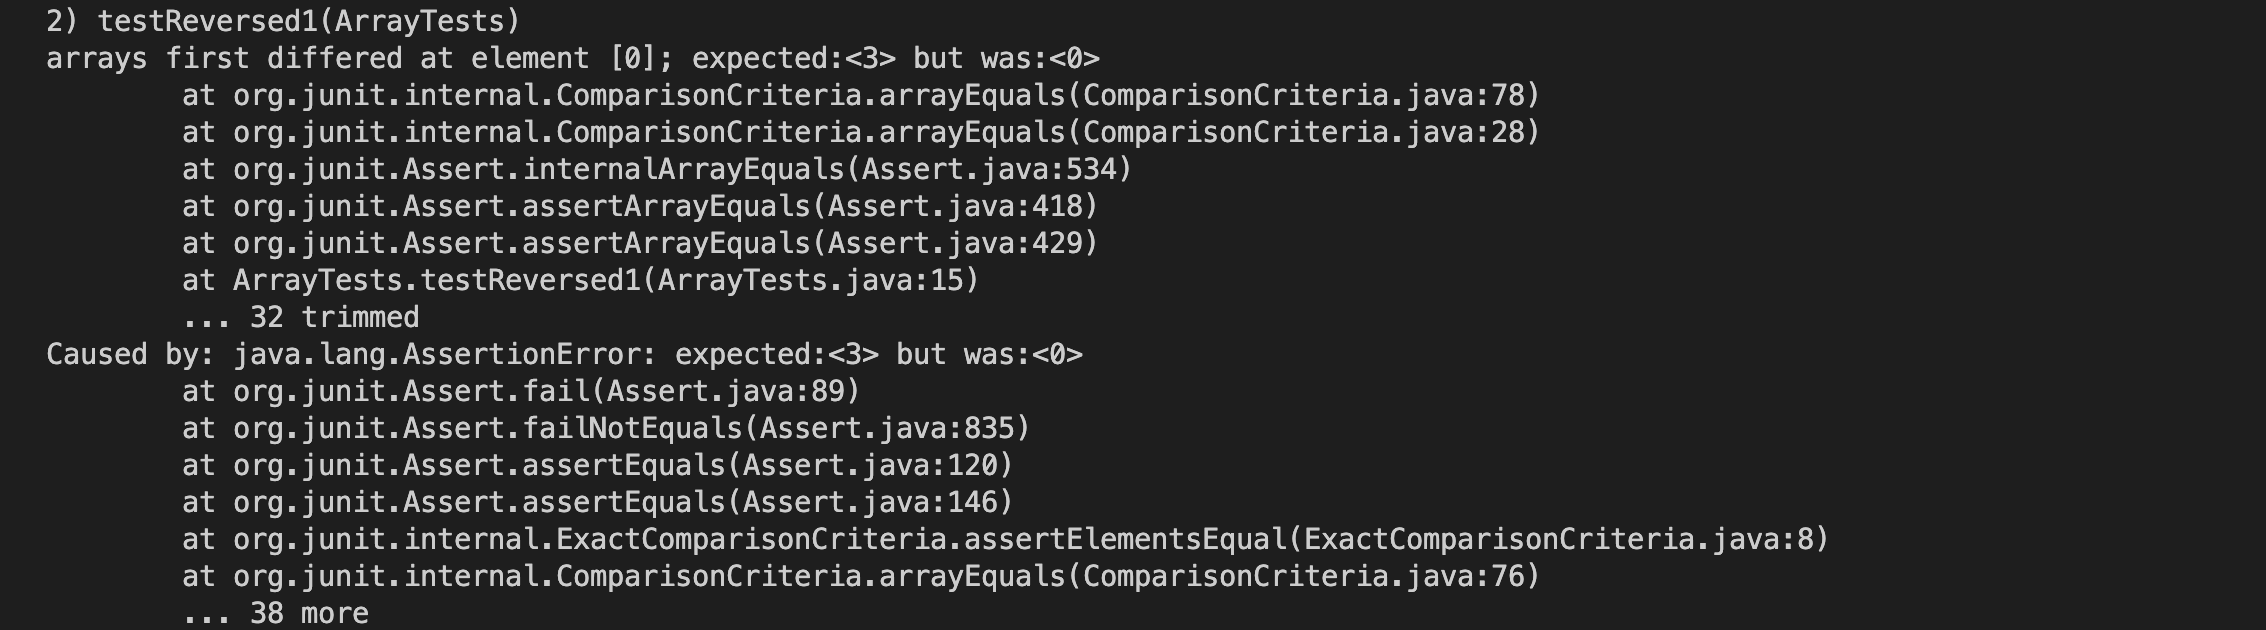 2) testReversed1(ArrayTests)
arrays first differed at element [0]; expected:<3> but was:<0>
at org.junit.internal.ComparisonCriteria.arrayEquals(ComparisonCriteria.java:78)
at org.junit.internal.ComparisonCriteria.arrayEquals(ComparisonCriteria.java:28)
at org.junit.Assert.internalArrayEquals(Assert.java:534)
at org.junit.Assert.assertArrayEquals(Assert.java:418)
at org.junit.Assert.assertArrayEquals(Assert.java:429)
at ArrayTests.testReversed1(ArrayTests.java:15)
... 32 trimmed
Caused by: java.lang.AssertionError: expected:<3> but was:<0>
at org.junit.Assert.fail(Assert.java:89)
at org.junit.Assert.failNotEquals(Assert.java:835)
at org.junit.Assert.assertEquals(Assert.java:120)
at org.junit.Assert.assertEquals(Assert.java:146)
at org.junit.internal.ExactComparisonCriteria.assertElementsEqual(ExactComparisonCriteria.java:8)
at org.junit.internal.ComparisonCriteria.arrayEquals(ComparisonCriteria.java:76)
... 38 more